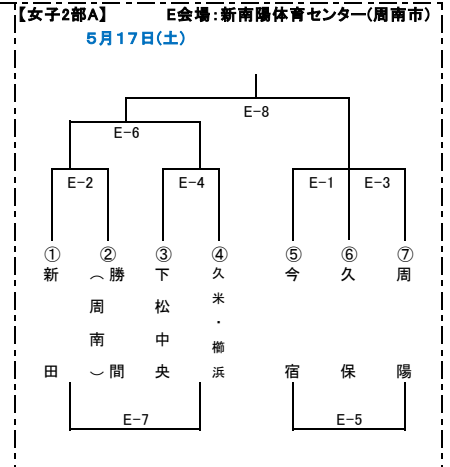 【女子2部A】 E会場:新南陽体育センター(周南市)
5月17日(土)
E-8
E-6
E-2 E-4 E-1 E-3
① ② ③ ④ ⑤ ⑥ ⑦
新田
勝間
(周南)
下松中央
久米・櫛浜
今宿
久保
周陽
E-7 E-5